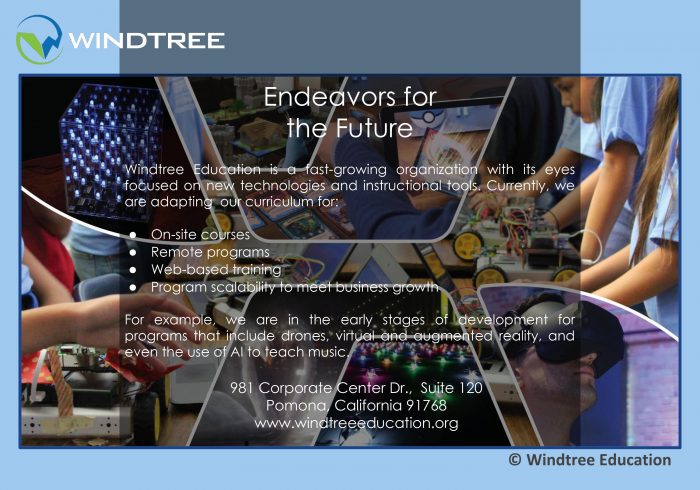 WINDTREE
Endeavors for
the Future
Windtree Education is a fast-growing organization with its eyes
focused on new technologies and instructional tools. Currently, we
are adapting our curriculum for:
● On-site courses
● Remote programs
● Web-based training
● Program scalability to meet business growth
For example, we are in the early stages of development for
programs that include drones, virtual and augmented reality, and
even the use of AI to teach music.
981 Corporate Center Dr., Suite 120
Pomona, California 91768
www.windtreeeducation.org
© Windtree Education